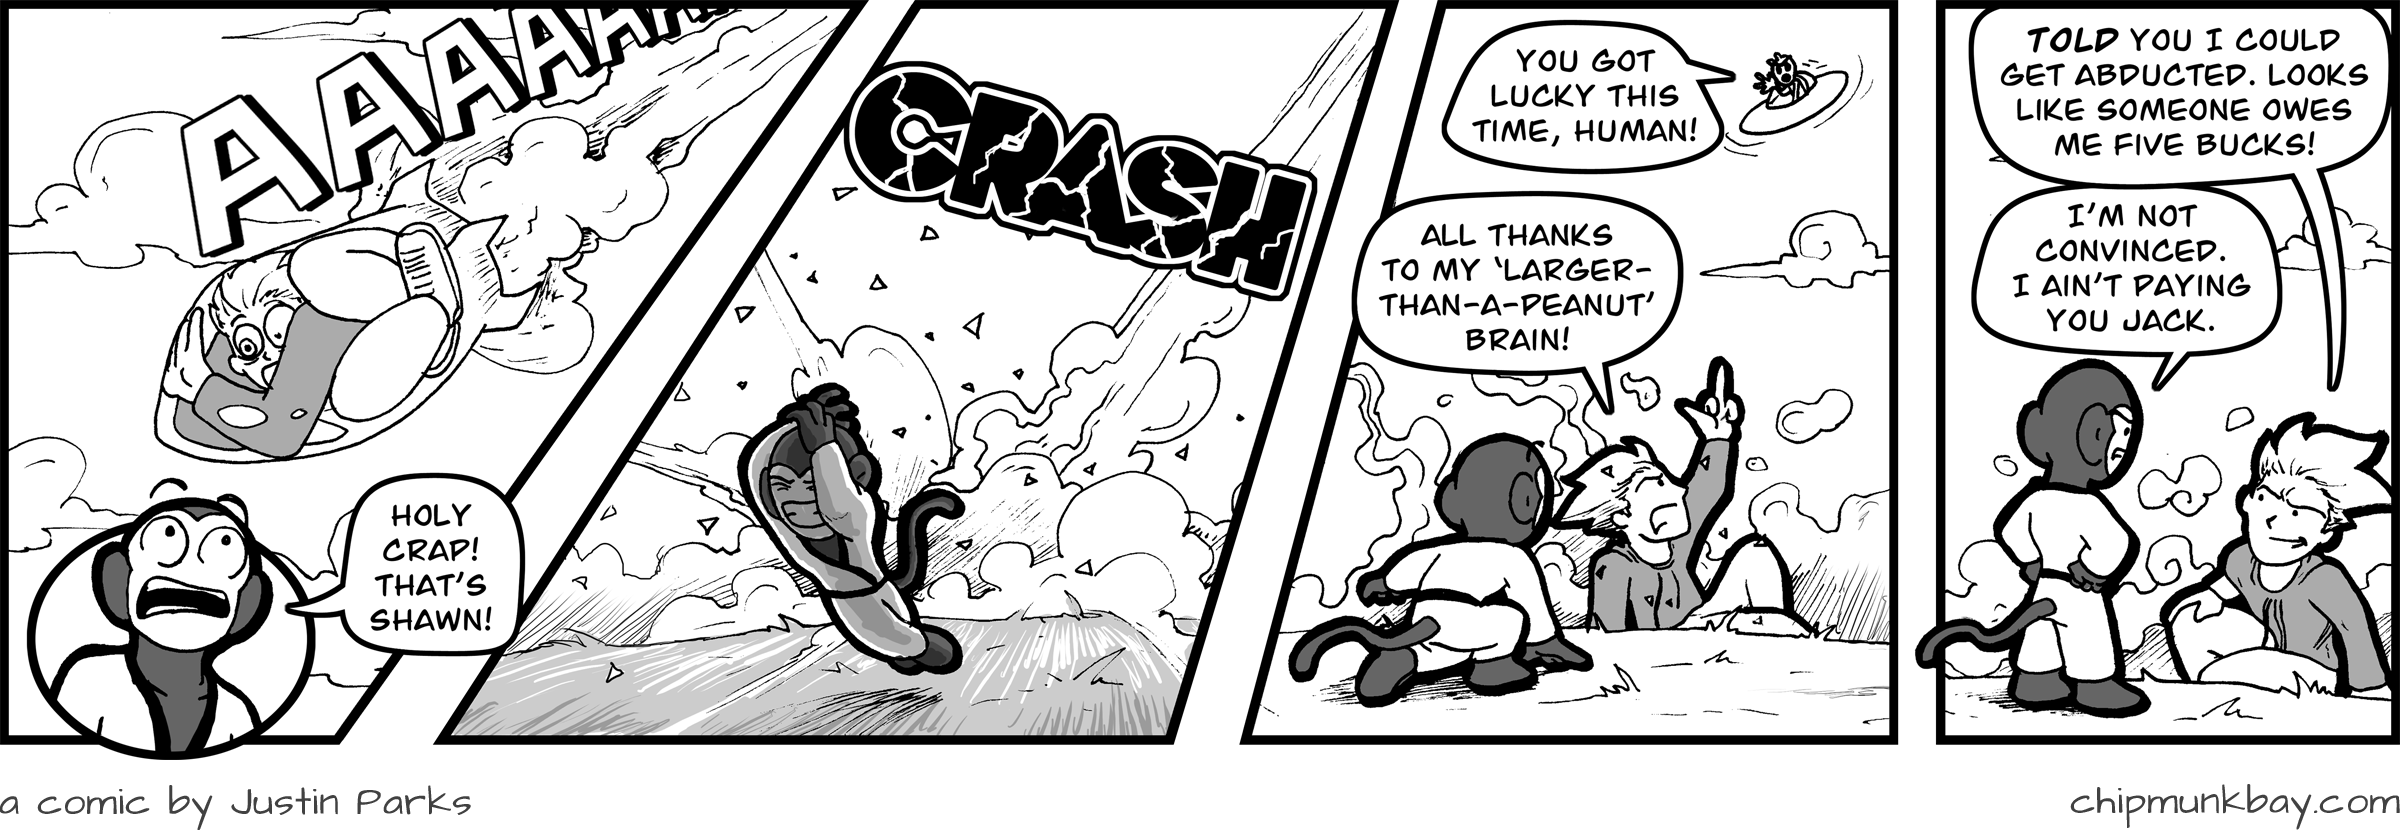 AAAAAAA
HOLY
CRAP!
THAT'S
SHAWN!
CRASH
YOU GOT
LUCKY THIS
TIME, HUMAN!
ALL THANKS
TO MY 'LARGER-
THAN-A-PEANUT'
BRAIN!
TOLD YOU I COULD
GET ABDUCTED. LOOKS
LIKE SOMEONE OWES
ME FIVE BUCKS!
I'M NOT
CONVINCED.
I AIN'T PAYING
YOU JACK.
a comic by Justin Parks
chipmunkbay.com